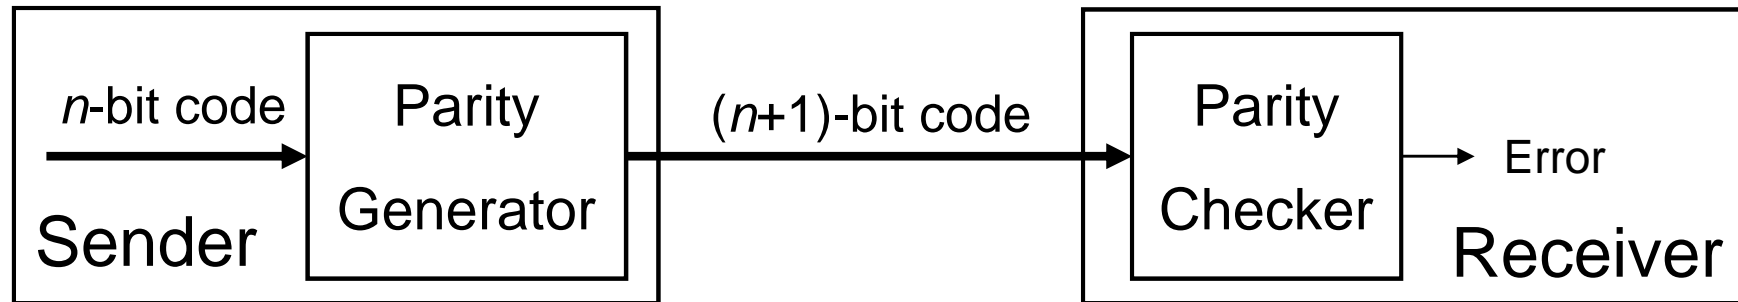 n-bit code
Parity
Generator
Sender
(n+1)-bit code
Parity
Checker
Error
Receiver